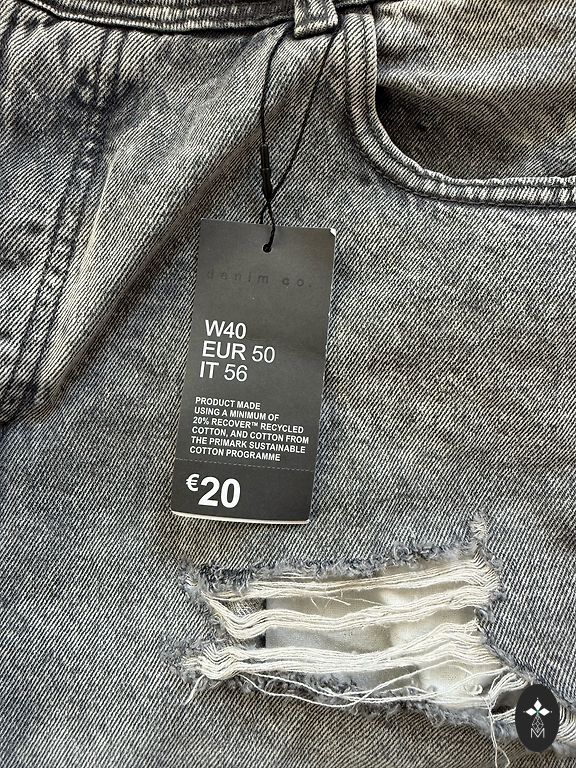 denim co.
W40
EUR 50
IT 56
PRODUCT MADE
USING A MINIMUM OF
20% RECOVER™ RECYCLED
COTTON, AND COTTON FROM
THE PRIMARK SUSTAINABLE
COTTON PROGRAMME
€20
M